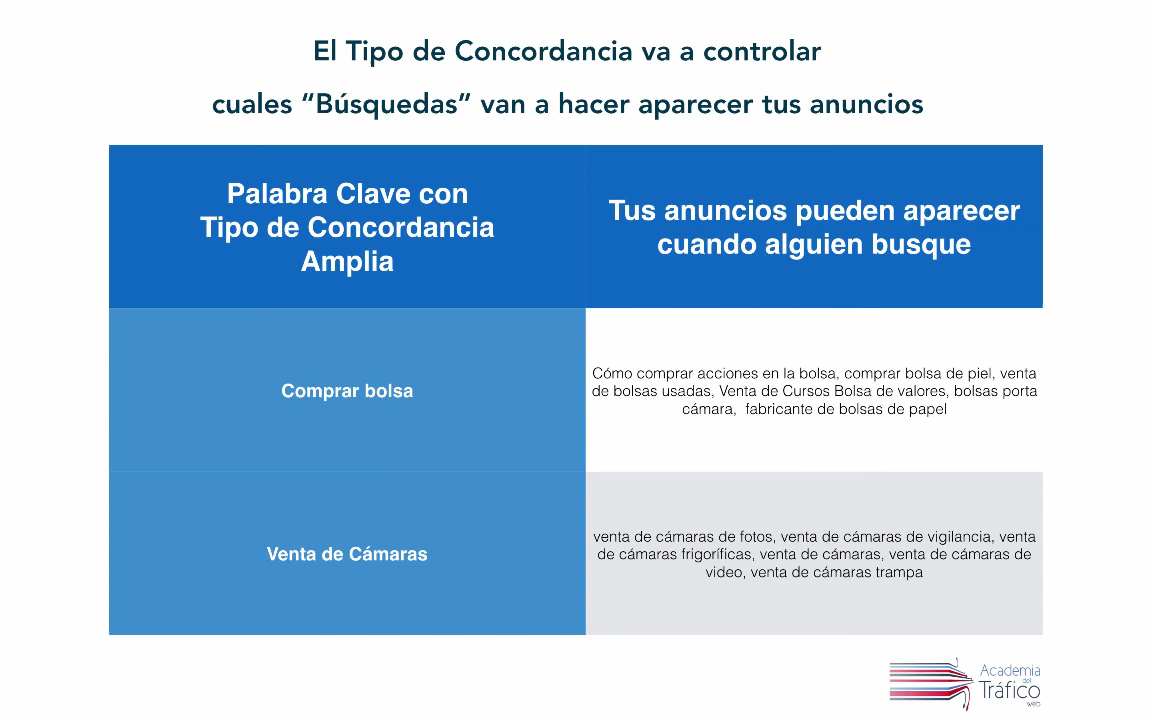 El Tipo de Concordancia va a controlar
cuales “Búsquedas” van a hacer aparecer tus anuncios
Palabra Clave con
Tipo de Concordancia
Amplia
Tus anuncios pueden aparecer
cuando alguien busque
Comprar bolsa
Cómo comprar acciones en la bolsa, comprar bolsa de piel, venta
de bolsas usadas, Venta de Cursos Bolsa de valores, bolsas porta
cámara,  fabricante de bolsas de papel
Venta de Cámaras
venta de cámaras de fotos, venta de cámaras de vigilancia, venta
de cámaras frigoríficas, venta de cámaras, venta de cámaras de
video, venta de cámaras trampa
Academia
del
Tráfico
web